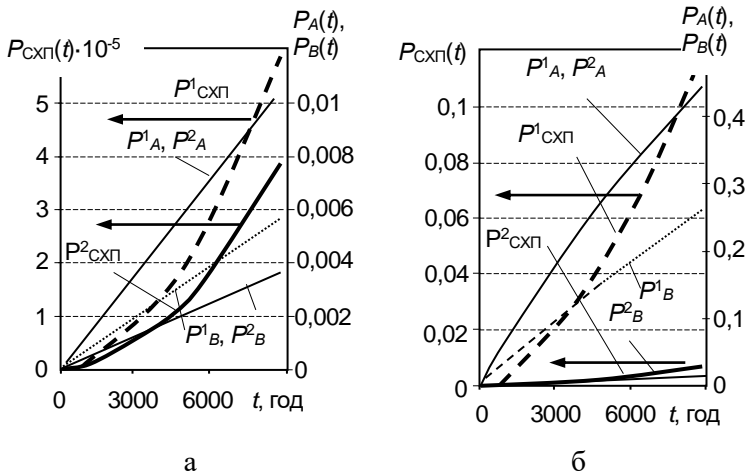 P_A(t),
P_СХП(t)·10⁻⁵
P_B(t)
P¹_СХП
5
0,01
P¹_A, P²_A
4
0,008
3
0,006
P²_СХП
2
0,004
1
P¹_B, P²_B
0,002
0
0
0
3000
6000
t, год
а
P_A(t),
P_СХП(t)
P_B(t)
P¹_A, P²_A
0,1
P¹_СХП
0,4
0,08
0,3
0,06
P²_СХП
0,04
P¹_B
0,2
P²_B
0,02
0,1
0
0
0
3000
6000
t, год
б